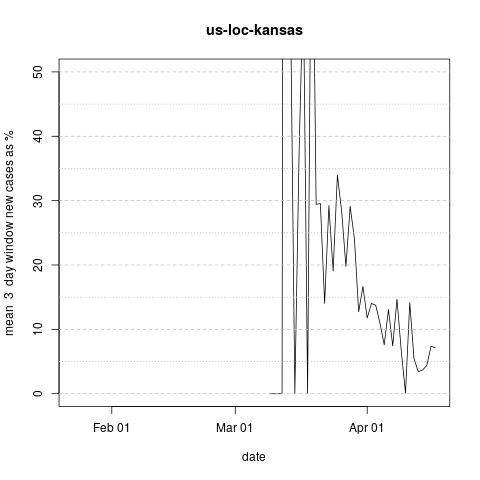 us-loc-kansas
50
40
30
20
10
0
mean 3 day window new cases as %
Feb 01
Mar 01
Apr 01
date